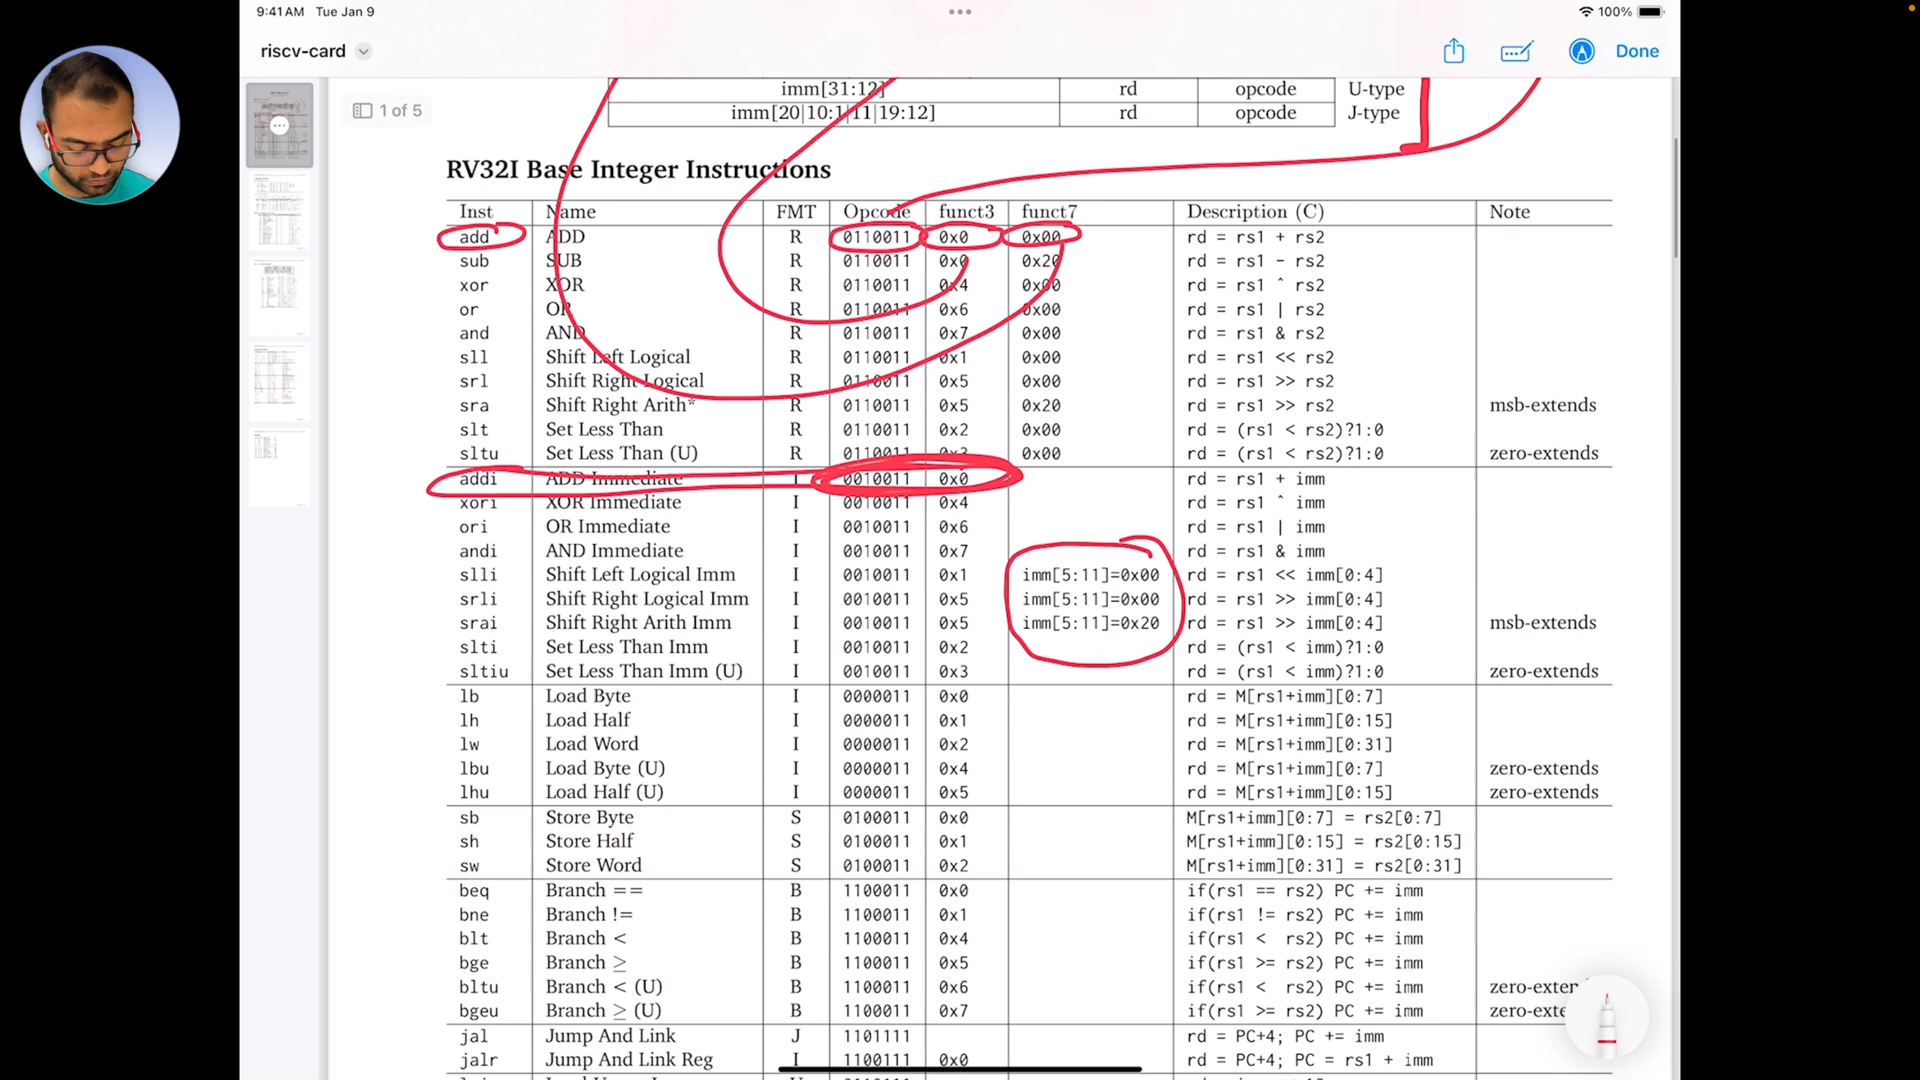 9:41 AM Tue Jan 9
100%
riscv-card
Done
1 of 5
imm[31:12] rd opcode U-type
imm[20|10:1|11|19:12] rd opcode J-type
RV32I Base Integer Instructions
Inst Name FMT Opcode funct3 funct7 Description (C) Note
add ADD R 0110011 0x0 0x00 rd = rs1 + rs2
sub SUB R 0110011 0x0 0x20 rd = rs1 - rs2
xor XOR R 0110011 0x4 0x00 rd = rs1 ^ rs2
or OR R 0110011 0x6 0x00 rd = rs1 | rs2
and AND R 0110011 0x7 0x00 rd = rs1 & rs2
sll Shift Left Logical R 0110011 0x1 0x00 rd = rs1 << rs2
srl Shift Right Logical R 0110011 0x5 0x00 rd = rs1 >> rs2
sra Shift Right Arith* R 0110011 0x5 0x20 rd = rs1 >> rs2 msb-extends
slt Set Less Than R 0110011 0x2 0x00 rd = (rs1 < rs2)?1:0
sltu Set Less Than (U) R 0110011 0x3 0x00 rd = (rs1 < rs2)?1:0 zero-extends
addi ADD Immediate I 0010011 0x0 rd = rs1 + imm
xori XOR Immediate I 0010011 0x4 rd = rs1 ^ imm
ori OR Immediate I 0010011 0x6 rd = rs1 | imm
andi AND Immediate I 0010011 0x7 rd = rs1 & imm
slli Shift Left Logical Imm I 0010011 0x1 imm[5:11]=0x00 rd = rs1 << imm[0:4]
srli Shift Right Logical Imm I 0010011 0x5 imm[5:11]=0x00 rd = rs1 >> imm[0:4]
srai Shift Right Arith Imm I 0010011 0x5 imm[5:11]=0x20 rd = rs1 >> imm[0:4] msb-extends
slti Set Less Than Imm I 0010011 0x2 rd = (rs1 < imm)?1:0
sltiu Set Less Than Imm (U) I 0010011 0x3 rd = (rs1 < imm)?1:0 zero-extends
lb Load Byte I 0000011 0x0 rd = M[rs1+imm][0:7]
lh Load Half I 0000011 0x1 rd = M[rs1+imm][0:15]
lw Load Word I 0000011 0x2 rd = M[rs1+imm][0:31]
lbu Load Byte (U) I 0000011 0x4 rd = M[rs1+imm][0:7] zero-extends
lhu Load Half (U) I 0000011 0x5 rd = M[rs1+imm][0:15] zero-extends
sb Store Byte S 0100011 0x0 M[rs1+imm][0:7] = rs2[0:7]
sh Store Half S 0100011 0x1 M[rs1+imm][0:15] = rs2[0:15]
sw Store Word S 0100011 0x2 M[rs1+imm][0:31] = rs2[0:31]
beq Branch == B 1100011 0x0 if(rs1 == rs2) PC += imm
bne Branch != B 1100011 0x1 if(rs1 != rs2) PC += imm
blt Branch < B 1100011 0x4 if(rs1 < rs2) PC += imm
bge Branch ≥ B 1100011 0x5 if(rs1 >= rs2) PC += imm
bltu Branch < (U) B 1100011 0x6 if(rs1 < rs2) PC += imm
bgeu Branch ≥ (U) B 1100011 0x7 if(rs1 >= rs2) PC += imm
jal Jump And Link J 1101111 rd = PC+4; PC += imm
jalr Jump And Link Reg I 1100111 0x0 rd = PC+4; PC = rs1 + imm